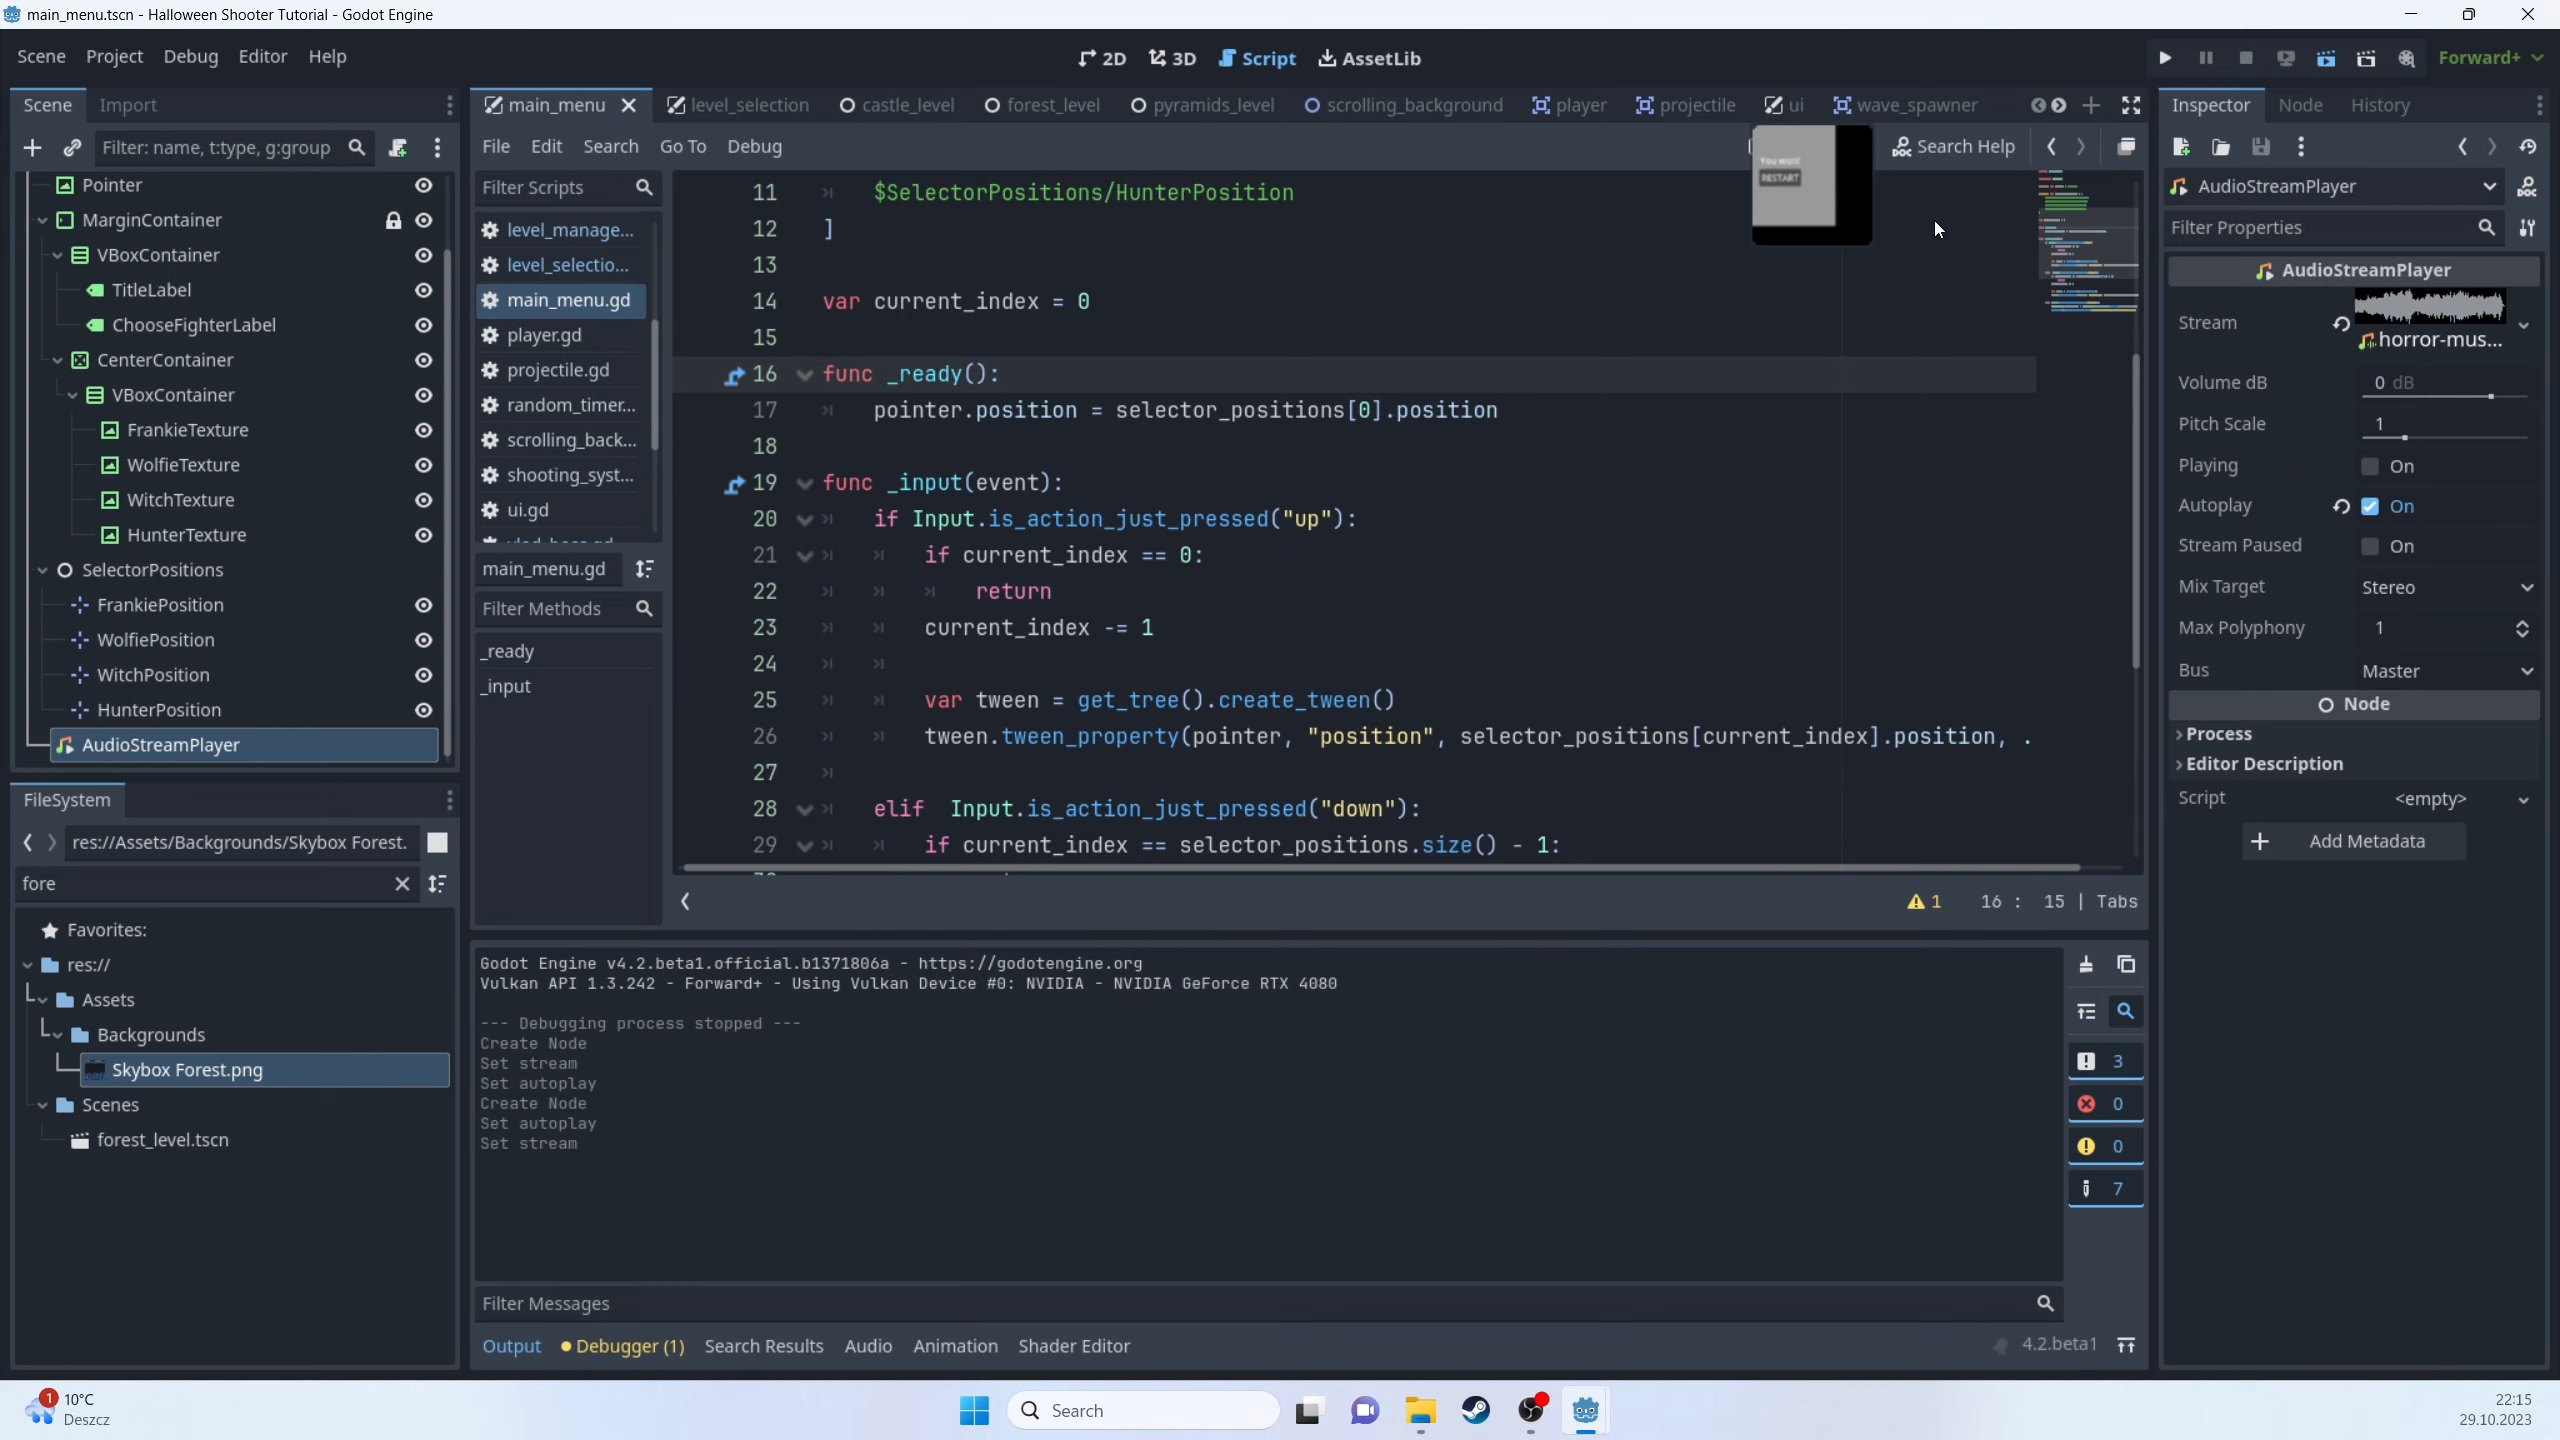 main_menu.tscn - Halloween Shooter Tutorial - Godot Engine
Scene Project Debug Editor Help
2D 3D Script AssetLib
Forward+
Scene Import
main_menu level_selection castle_level forest_level pyramids_level scrolling_background player projectile ui wave_spawner
Inspector Node History
Filter: name, t:type, g:group
File Edit Search Go To Debug
Search Help
You won!
RESTART
Pointer
MarginContainer
VBoxContainer
TitleLabel
ChooseFighterLabel
CenterContainer
VBoxContainer
FrankieTexture
WolfieTexture
WitchTexture
HunterTexture
SelectorPositions
FrankiePosition
WolfiePosition
WitchPosition
HunterPosition
AudioStreamPlayer
Filter Scripts
level_manage...
level_selectio...
main_menu.gd
player.gd
projectile.gd
random_timer...
scrolling_back...
shooting_syst...
ui.gd
main_menu.gd
Filter Methods
_ready
_input
11 $SelectorPositions/HunterPosition
12 ]
13
14 var current_index = 0
15
16 func _ready():
17 pointer.position = selector_positions[0].position
18
19 func _input(event):
20 if Input.is_action_just_pressed("up"):
21 if current_index == 0:
22 return
23 current_index -= 1
24
25 var tween = get_tree().create_tween()
26 tween.tween_property(pointer, "position", selector_positions[current_index].position, .
27
28 elif  Input.is_action_just_pressed("down"):
29 if current_index == selector_positions.size() - 1:
1 16 : 15 | Tabs
AudioStreamPlayer
Filter Properties
AudioStreamPlayer
Stream horror-mus...
Volume dB 0 dB
Pitch Scale 1
Playing On
Autoplay On
Stream Paused On
Mix Target Stereo
Max Polyphony 1
Bus Master
Node
Process
Editor Description
Script <empty>
Add Metadata
FileSystem
res://Assets/Backgrounds/Skybox Forest.
fore
Favorites:
res://
Assets
Backgrounds
Skybox Forest.png
Scenes
forest_level.tscn
Godot Engine v4.2.beta1.official.b1371806a - https://godotengine.org
Vulkan API 1.3.242 - Forward+ - Using Vulkan Device #0: NVIDIA - NVIDIA GeForce RTX 4080
--- Debugging process stopped ---
Create Node
Set stream
Set autoplay
Create Node
Set autoplay
Set stream
3
0
0
7
Filter Messages
Output Debugger (1) Search Results Audio Animation Shader Editor
4.2.beta1
1
10°C
Deszcz
Search
22:15
29.10.2023